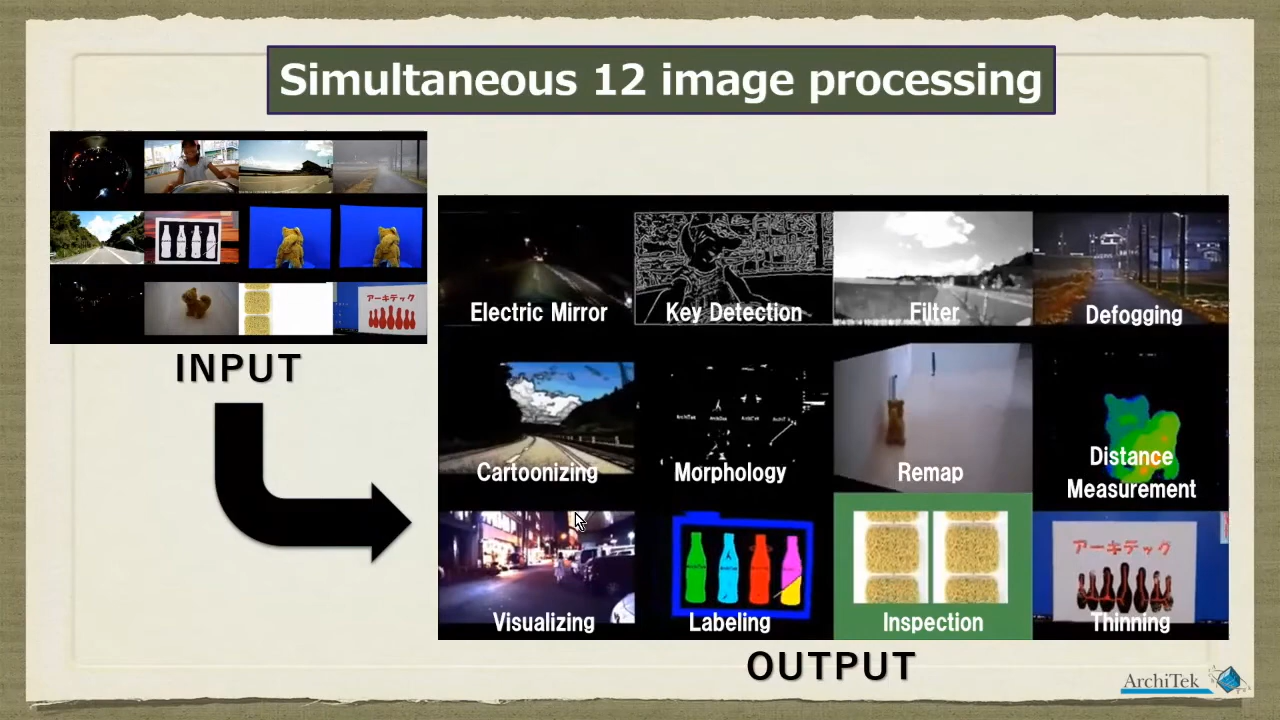 Simultaneous 12 image processing
アーキテック
INPUT
Electric Mirror
Key Detection
Filter
Defogging
Cartoonizing
Morphology
Remap
Distance
Measurement
アーキテック
Visualizing
Labeling
Inspection
Thinning
OUTPUT
ArchiTek